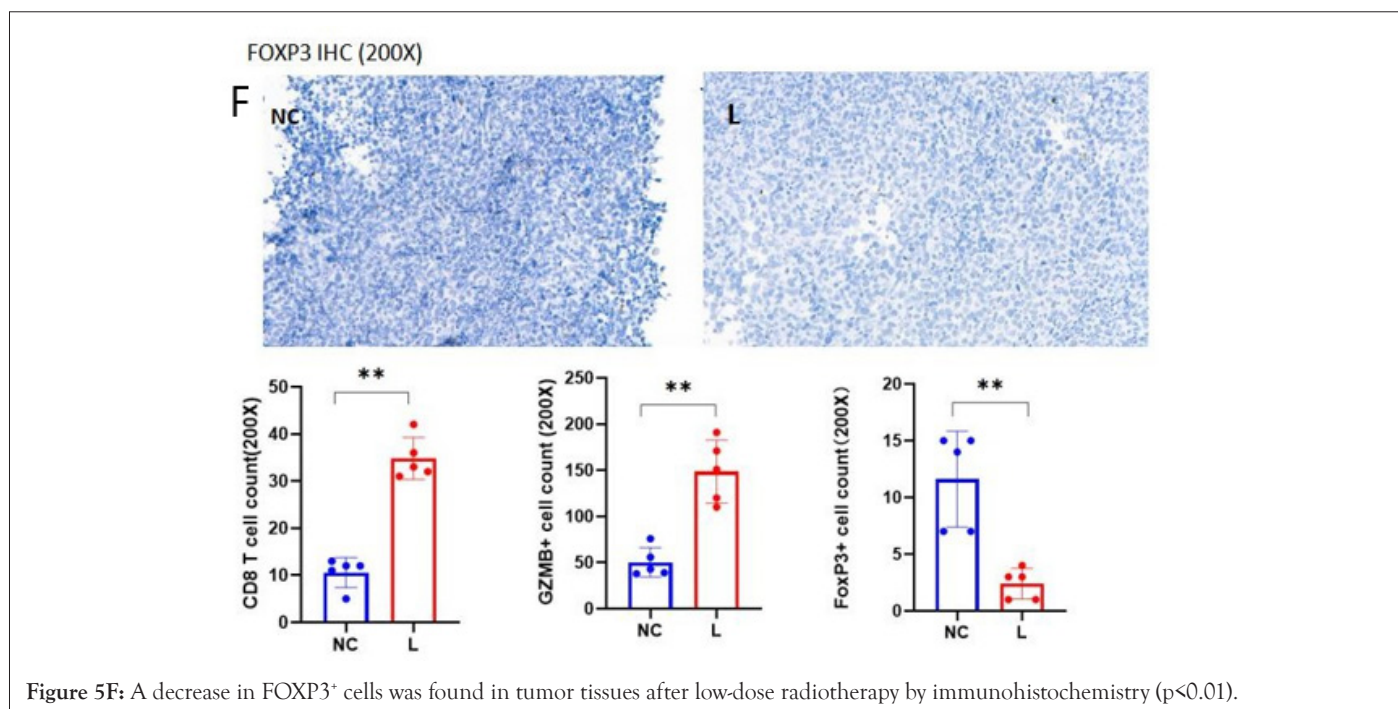 FOXP3 IHC (200X)
F
NC
L
CD8 T cell count(200X)
50
40
30
20
10
0
**
NC
L
GZMB+ cell count (200X)
250
200
150
100
50
0
**
NC
L
FoxP3+ cell count(200X)
20
15
10
5
0
**
NC
L
Figure 5F: A decrease in FOXP3⁺ cells was found in tumor tissues after low-dose radiotherapy by immunohistochemistry (p<0.01).